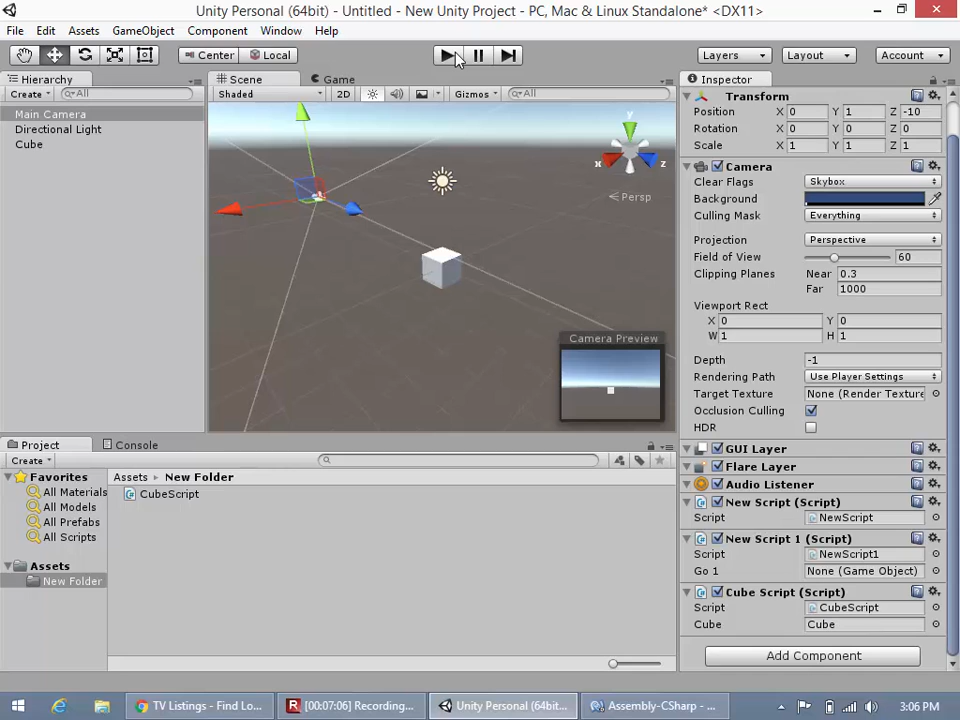 Unity Personal (64bit) - Untitled - New Unity Project - PC, Mac & Linux Standalone* <DX11>
File Edit Assets GameObject Component Window Help
Center Local Layers Layout Account
Hierarchy
Create All
Main Camera
Directional Light
Cube
Scene Game
Shaded 2D Gizmos All
y
x
z
Persp
Camera Preview
Inspector
Transform
Position X 0 Y 1 Z -10
Rotation X 0 Y 0 Z 0
Scale X 1 Y 1 Z 1
Camera
Clear Flags Skybox
Background
Culling Mask Everything
Projection Perspective
Field of View 60
Clipping Planes Near 0.3
Far 1000
Viewport Rect
X 0 Y 0
W 1 H 1
Depth -1
Rendering Path Use Player Settings
Target Texture None (Render Texture
Occlusion Culling
HDR
GUI Layer
Flare Layer
Audio Listener
New Script (Script)
Script NewScript
New Script 1 (Script)
Script NewScript1
Go 1 None (Game Object)
Cube Script (Script)
Script CubeScript
Cube Cube
Add Component
Project Console
Create
Favorites
All Materials
All Models
All Prefabs
All Scripts
Assets
New Folder
Assets New Folder
CubeScript
TV Listings - Find Lo...
[00:07:06] Recording...
Unity Personal (64bit...
Assembly-CSharp - ...
3:06 PM